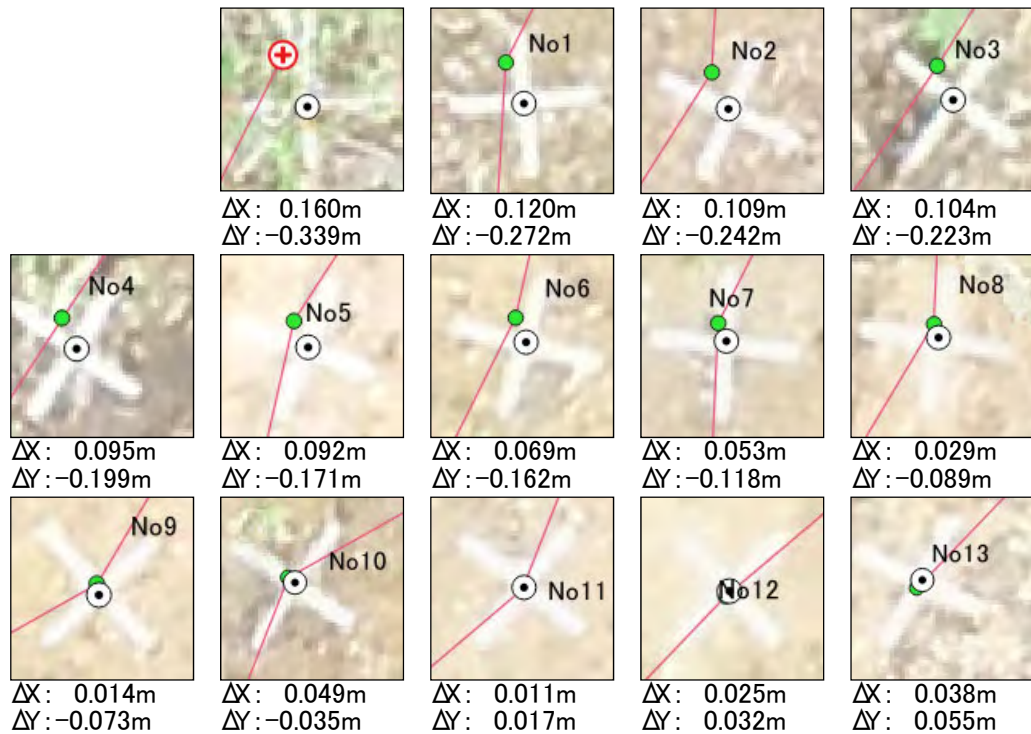 No1
No2
No3
ΔX: 0.160m
ΔY:-0.339m
ΔX: 0.120m
ΔY:-0.272m
ΔX: 0.109m
ΔY:-0.242m
ΔX: 0.104m
ΔY:-0.223m
No4
No5
No6
No7
No8
ΔX: 0.095m
ΔY:-0.199m
ΔX: 0.092m
ΔY:-0.171m
ΔX: 0.069m
ΔY:-0.162m
ΔX: 0.053m
ΔY:-0.118m
ΔX: 0.029m
ΔY:-0.089m
No9
No10
No11
No12
No13
ΔX: 0.014m
ΔY:-0.073m
ΔX: 0.049m
ΔY:-0.035m
ΔX: 0.011m
ΔY: 0.017m
ΔX: 0.025m
ΔY: 0.032m
ΔX: 0.038m
ΔY: 0.055m